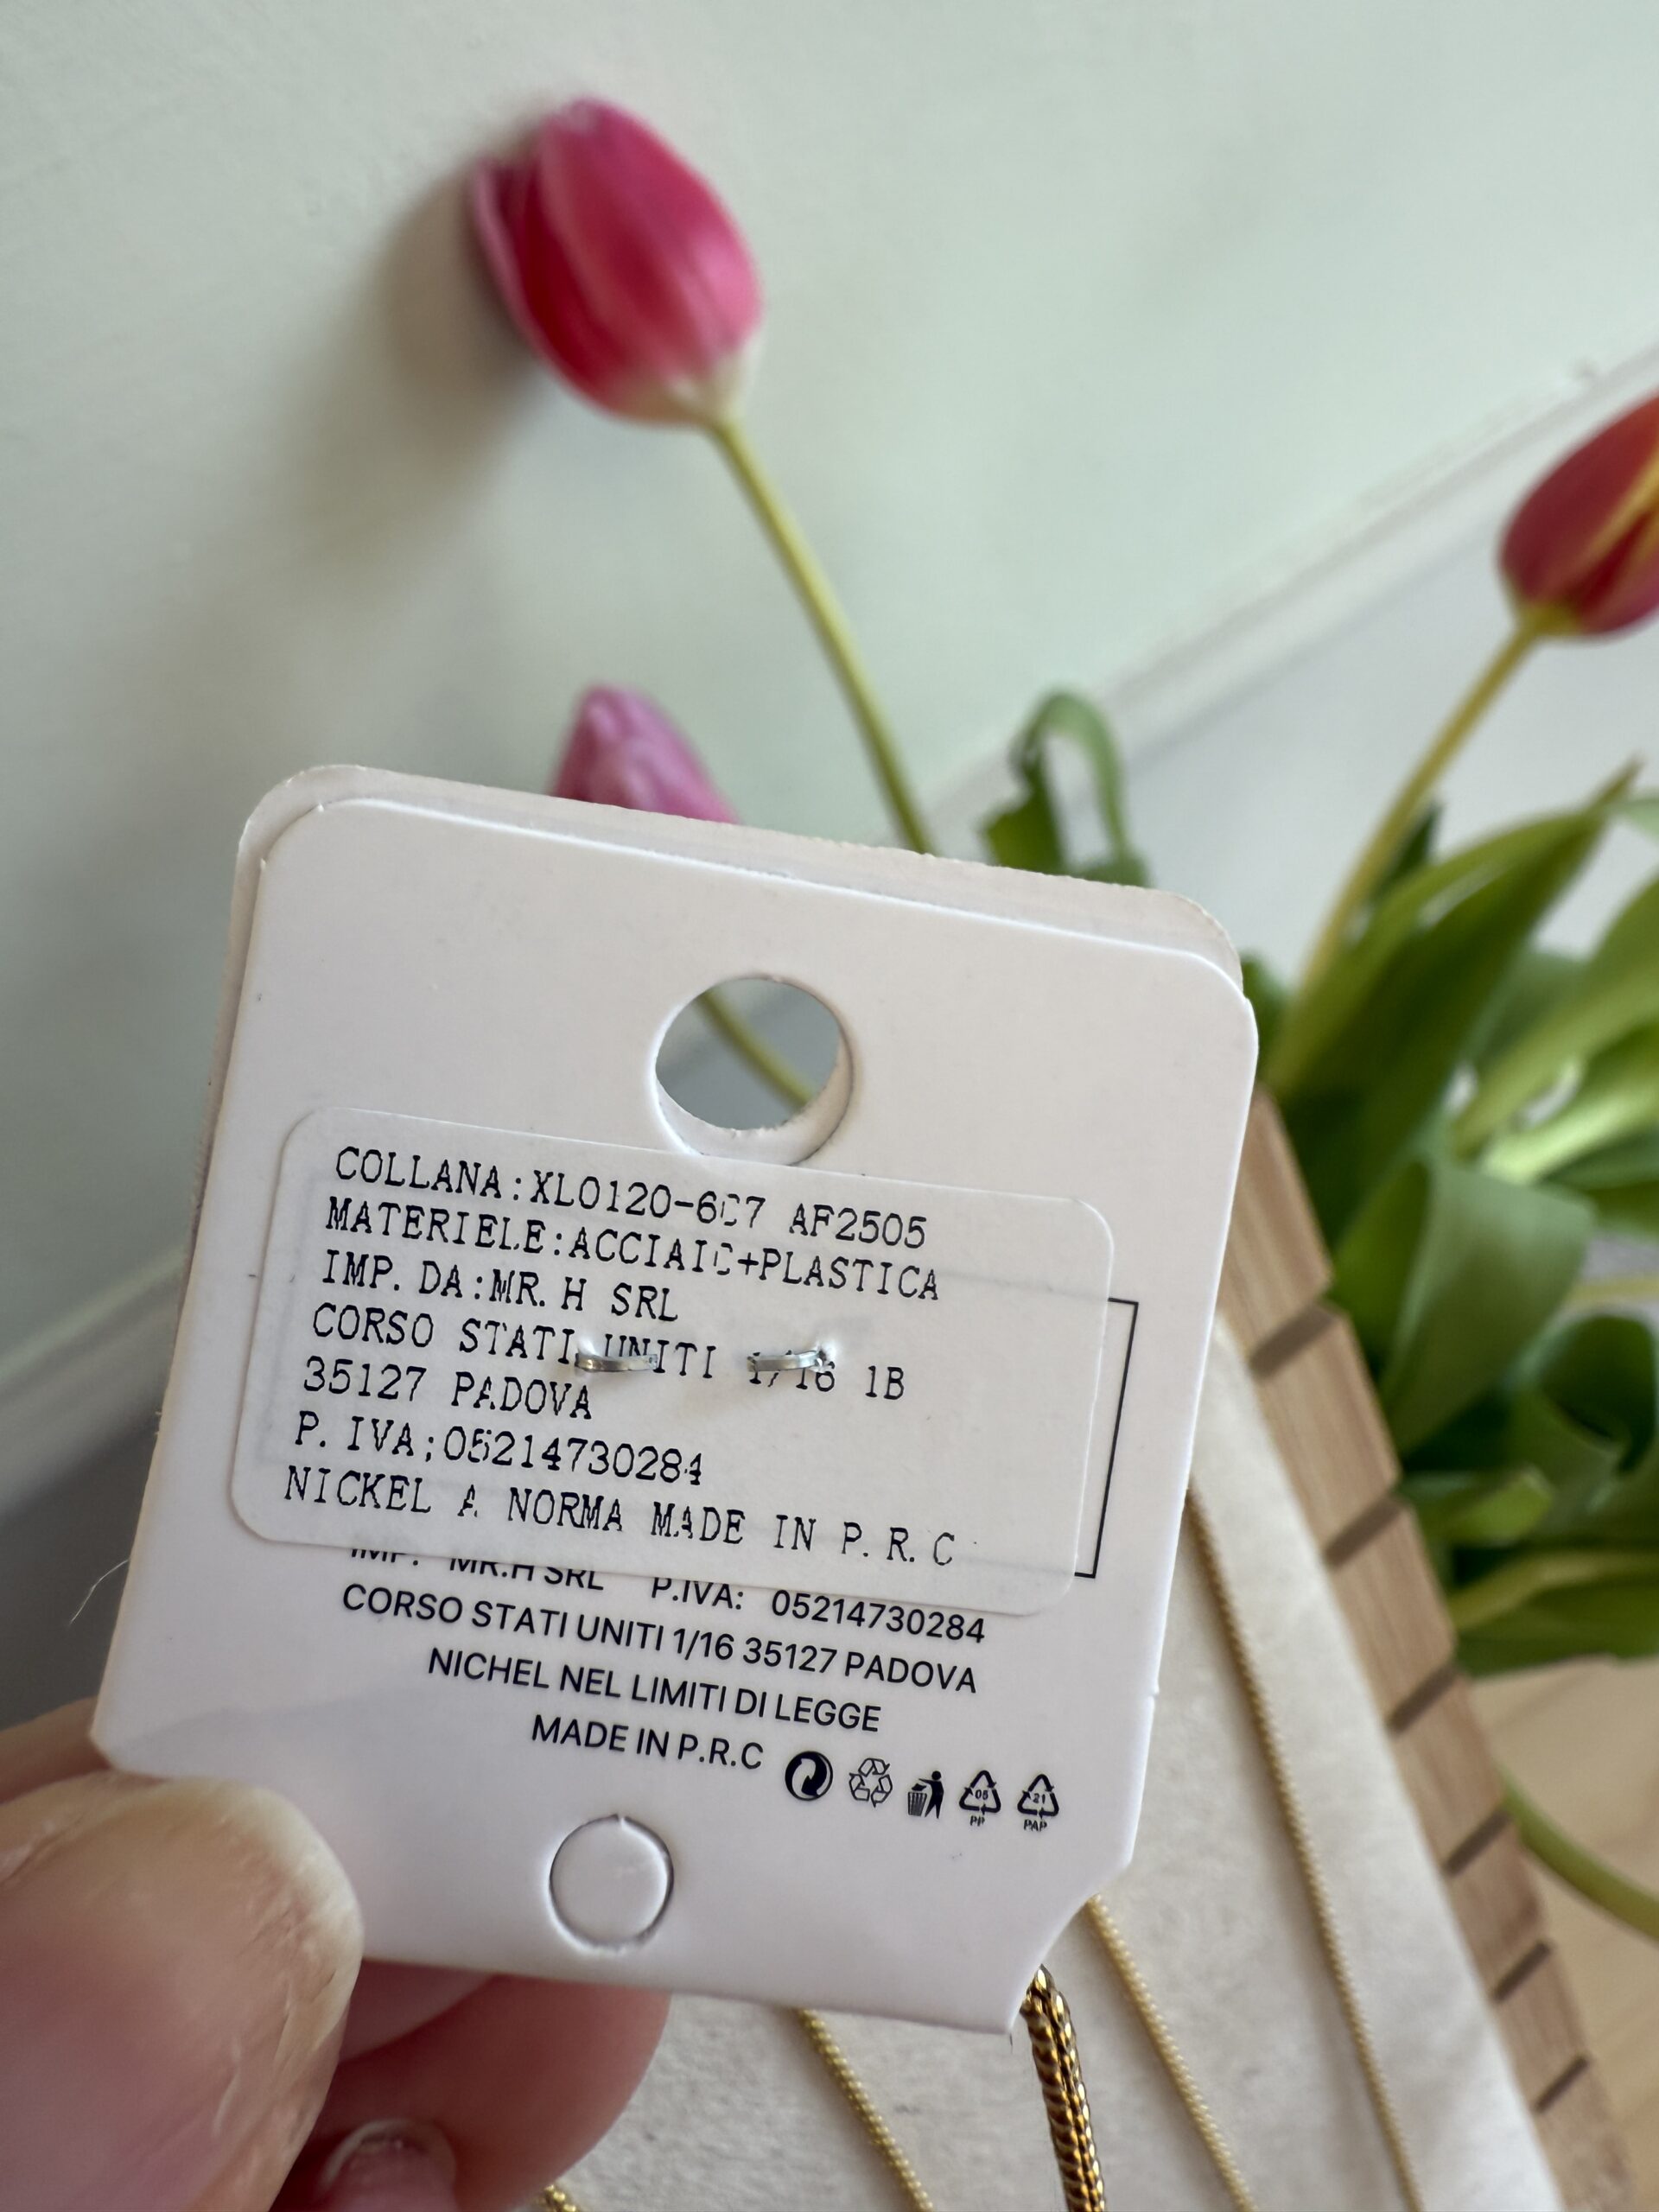 COLLANA:XL0120-607 AF2505
MATERIELE:ACCIAIO+PLASTICA
IMP. DA:MR. H SRL
CORSO STATI UNITI 1/16 1B
35127 PADOVA
P. IVA;05214730284
NICKEL A NORMA MADE IN P. R. C
IMP. MR.H SRL P.IVA: 05214730284
CORSO STATI UNITI 1/16 35127 PADOVA
NICHEL NEL LIMITI DI LEGGE
MADE IN P.R.C
05 21
PP PAP